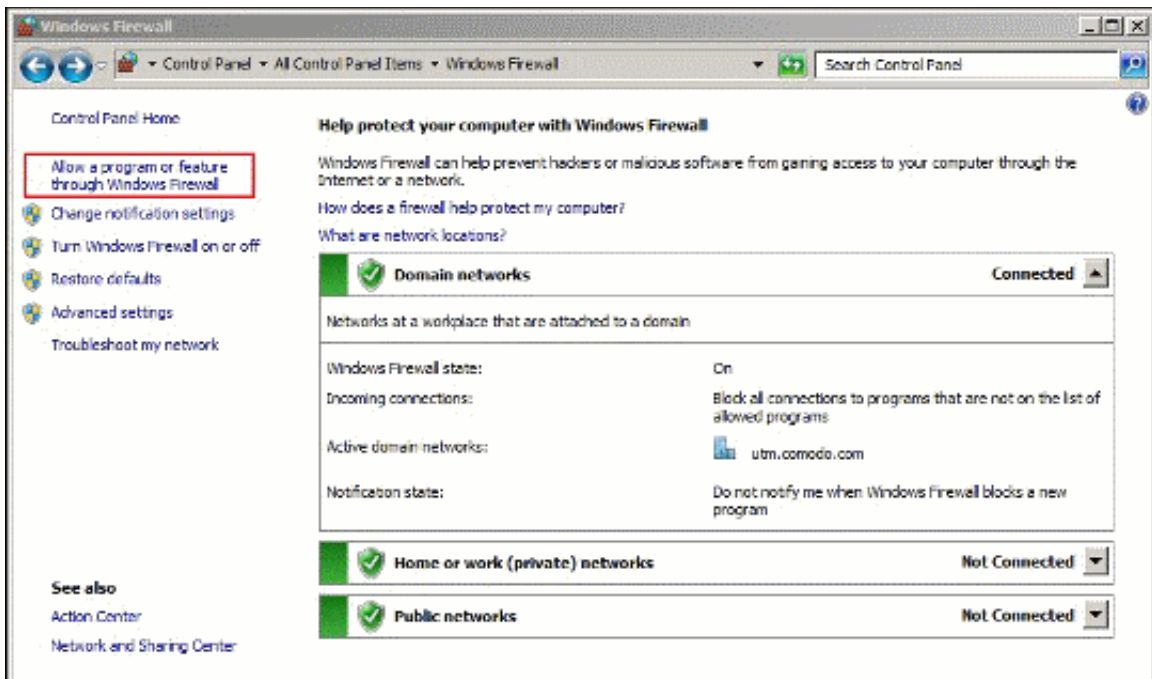 Windows Firewall
Control Panel ▾ All Control Panel Items ▾ Windows Firewall
Search Control Panel
Control Panel Home
Allow a program or feature
through Windows Firewall
Change notification settings
Turn Windows Firewall on or off
Restore defaults
Advanced settings
Troubleshoot my network
See also
Action Center
Network and Sharing Center
Help protect your computer with Windows Firewall
Windows Firewall can help prevent hackers or malicious software from gaining access to your computer through the
Internet or a network.
How does a firewall help protect my computer?
What are network locations?
Domain networks Connected
Networks at a workplace that are attached to a domain
Windows Firewall state: On
Incoming connections: Block all connections to programs that are not on the list of
allowed programs
Active domain networks: utm.comodo.com
Notification state: Do not notify me when Windows Firewall blocks a new
program
Home or work (private) networks Not Connected
Public networks Not Connected